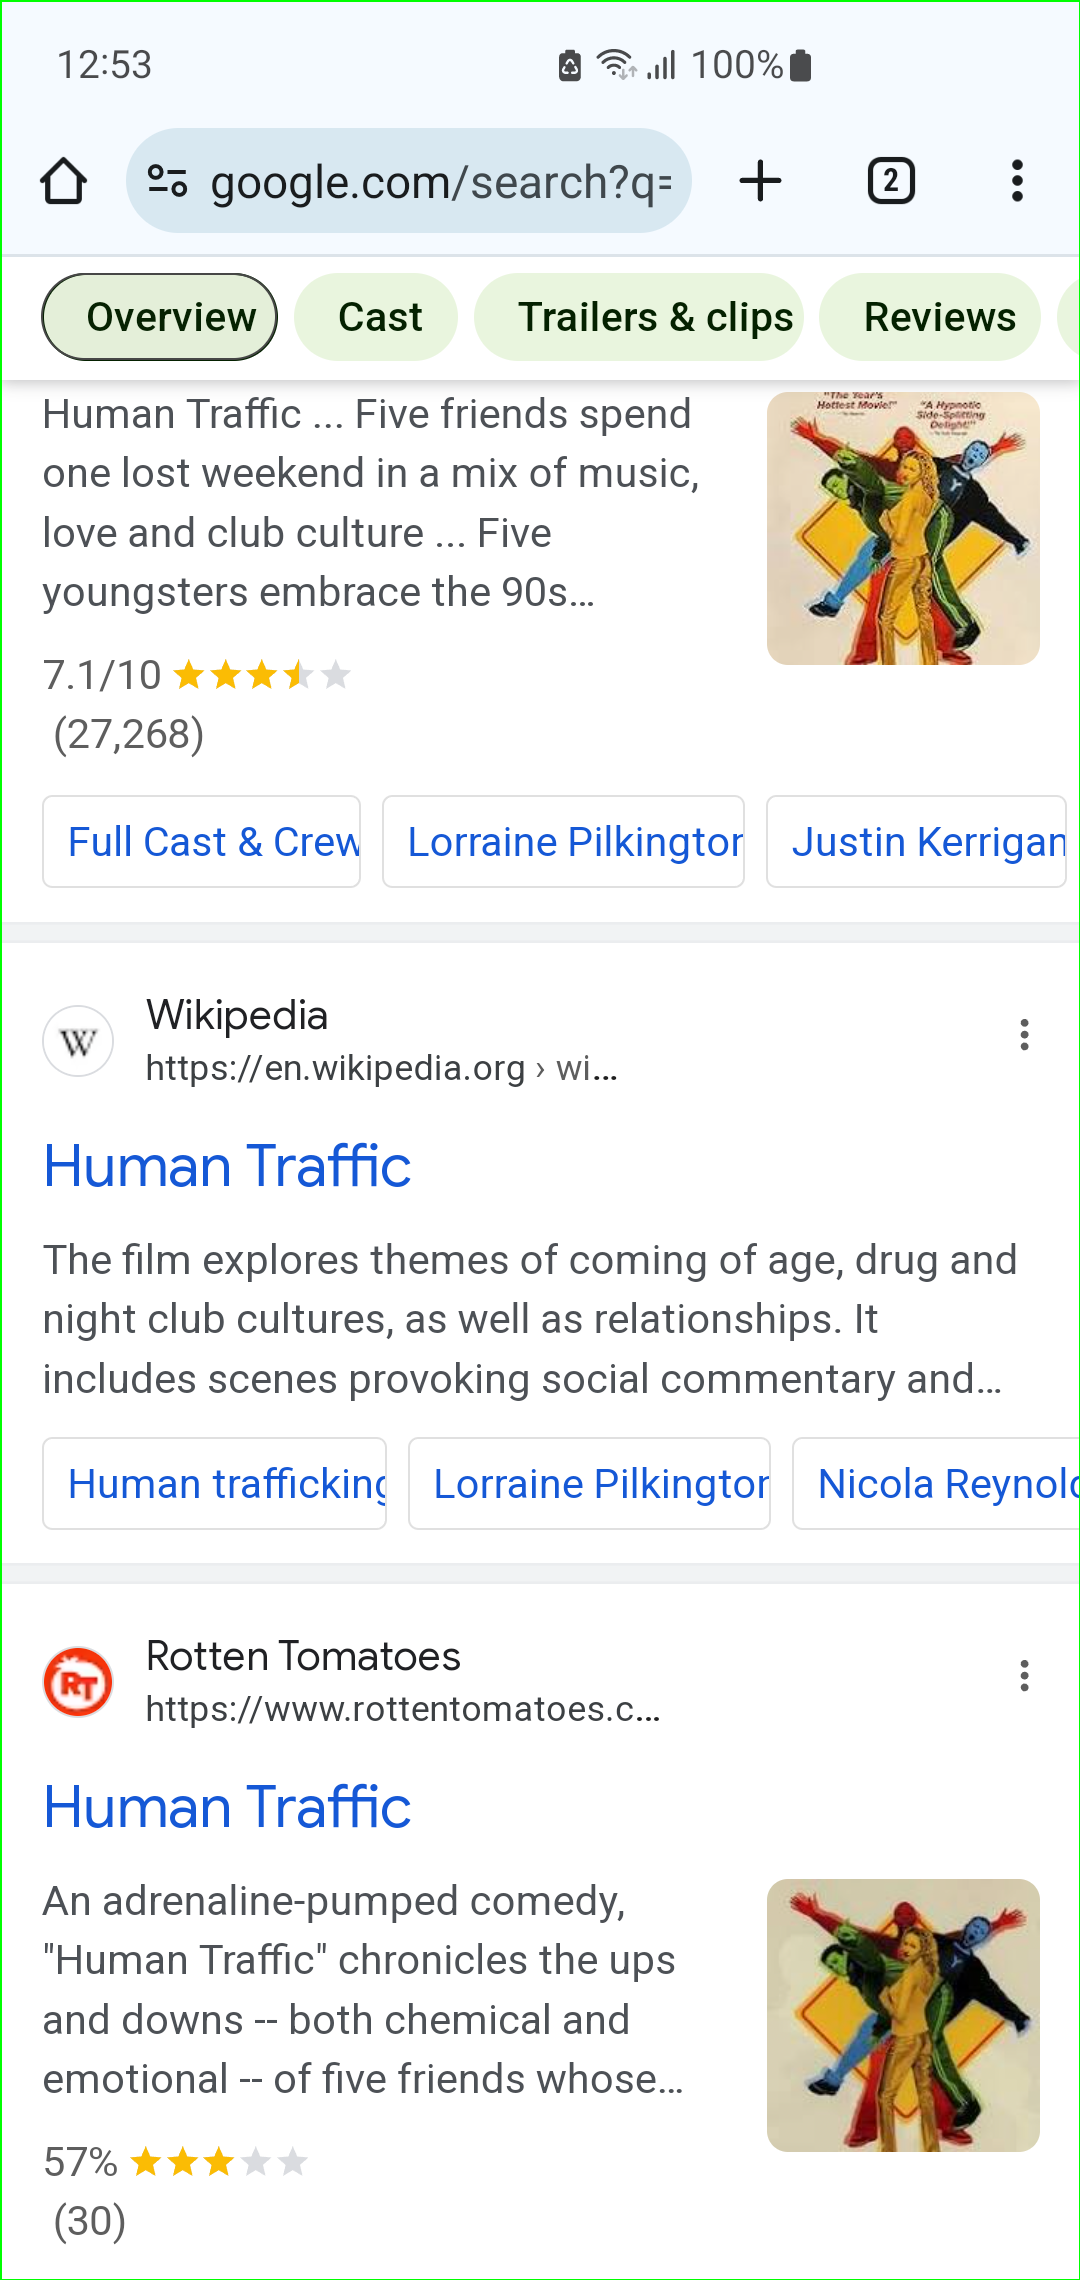 12:53
100%
google.com/search?q=
2
Overview
Cast
Trailers & clips
Reviews
Human Traffic ... Five friends spend
one lost weekend in a mix of music,
love and club culture ... Five
youngsters embrace the 90s...
"The Year's
Hottest Movie!"
"A Hypnotic
Side-Splitting
Delight!"
7.1/10
(27,268)
Full Cast & Crew
Lorraine Pilkington
Justin Kerrigan
W
Wikipedia
https://en.wikipedia.org › wi...
Human Traffic
The film explores themes of coming of age, drug and
night club cultures, as well as relationships. It
includes scenes provoking social commentary and...
Human trafficking
Lorraine Pilkington
Nicola Reynol
RT
Rotten Tomatoes
https://www.rottentomatoes.c...
Human Traffic
An adrenaline-pumped comedy,
"Human Traffic" chronicles the ups
and downs -- both chemical and
emotional -- of five friends whose...
57%
(30)